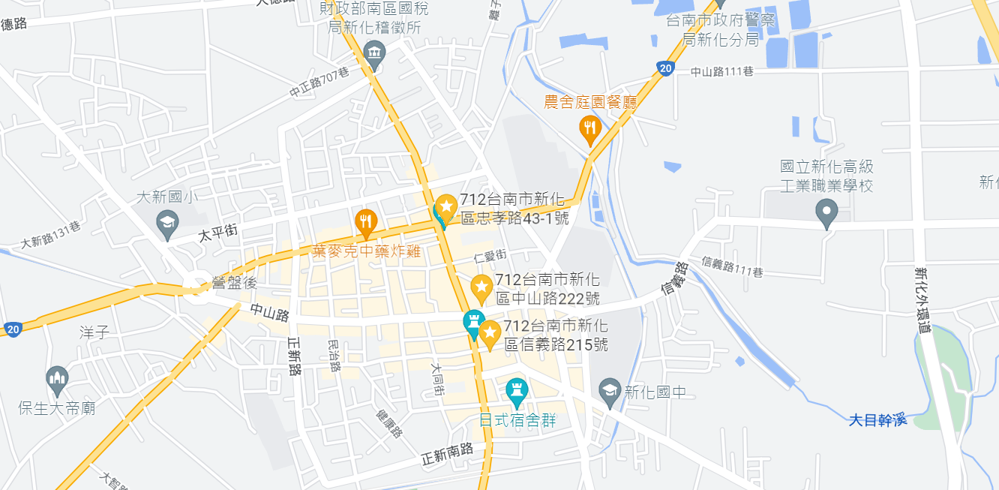 大德路
德路
財政部南區國稅
局新化稽徵所
台南市政府警察
局新化分局
20
中山路111巷
中正路707巷
農舍庭園餐廳
國立新化高級
工業職業學校
大新國小
712台南市新化
區忠孝路43-1號
大新路131巷
太平街
葉麥克中藥炸雞
仁愛街
信義路111巷
營盤後
712台南市新化
區中山路222號
信義路
新化外環道
中山路
20
洋子
712台南市新化
區信義路215號
正新路
民治路
大同街
保生大帝廟
新化國中
日式宿舍群
大目幹溪
健康路
正新南路
大智路